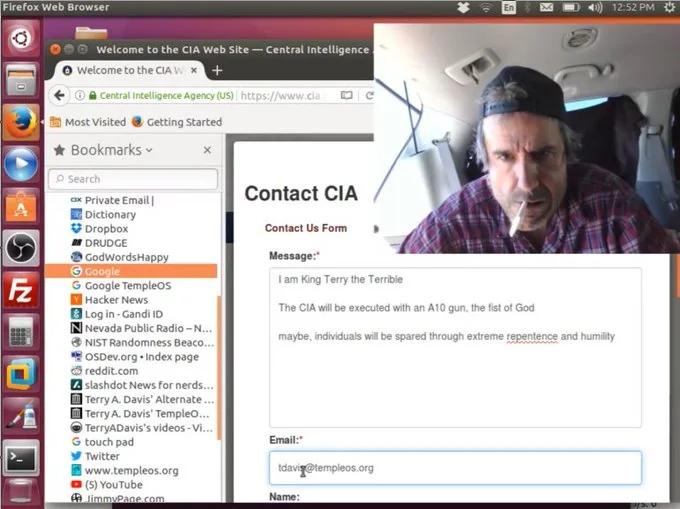 Firefox Web Browser
En
12:52 PM
Welcome to the CIA Web Site — Central Intelligence
Welcome to the CIA W
Central Intelligence Agency (US)
https://www.cia
Most Visited
Getting Started
Bookmarks
Search
Private Email |
Dictionary
Dropbox
DRUDGE
GodWordsHappy
Google
Google TempleOS
Hacker News
Log in - Gandi ID
Nevada Public Radio – N...
NIST Randomness Beaco...
OSDev.org • Index page
reddit.com
slashdot News for nerds...
Terry A. Davis' Alternate ...
Terry A. Davis' TempleO...
TerryADavis's videos - Vi...
touch pad
Twitter
www.templeos.org
(5) YouTube
JimmyPage.com
Contact CIA
Contact Us Form
Message:*
I am King Terry the Terrible
The CIA will be executed with an A10 gun, the fist of God
maybe, individuals will be spared through extreme repentence and humility
Email:*
tdavis@templeos.org
Name: